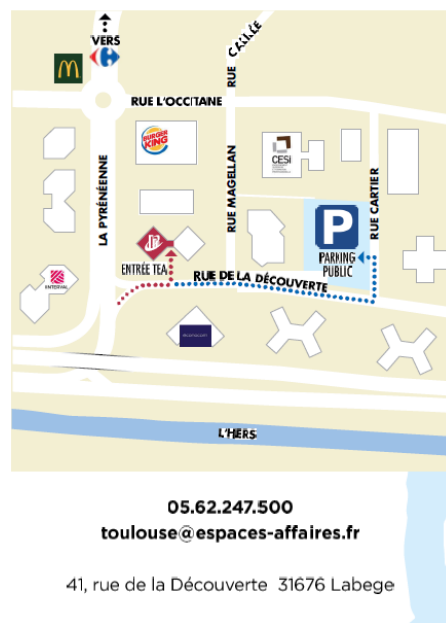 VERS
RUE CARLÉE
RUE L'OCCITANE
BURGER
KING
CESI
LA PYRÉNÉENNE
RUE MAGELLAN
RUE CARTIER
P
PARKING
PUBLIC
ENTRÉE TEA
RUE DE LA DÉCOUVERTE
L'HERS
05.62.247.500
toulouse@espaces-affaires.fr
41, rue de la Découverte 31676 Labege